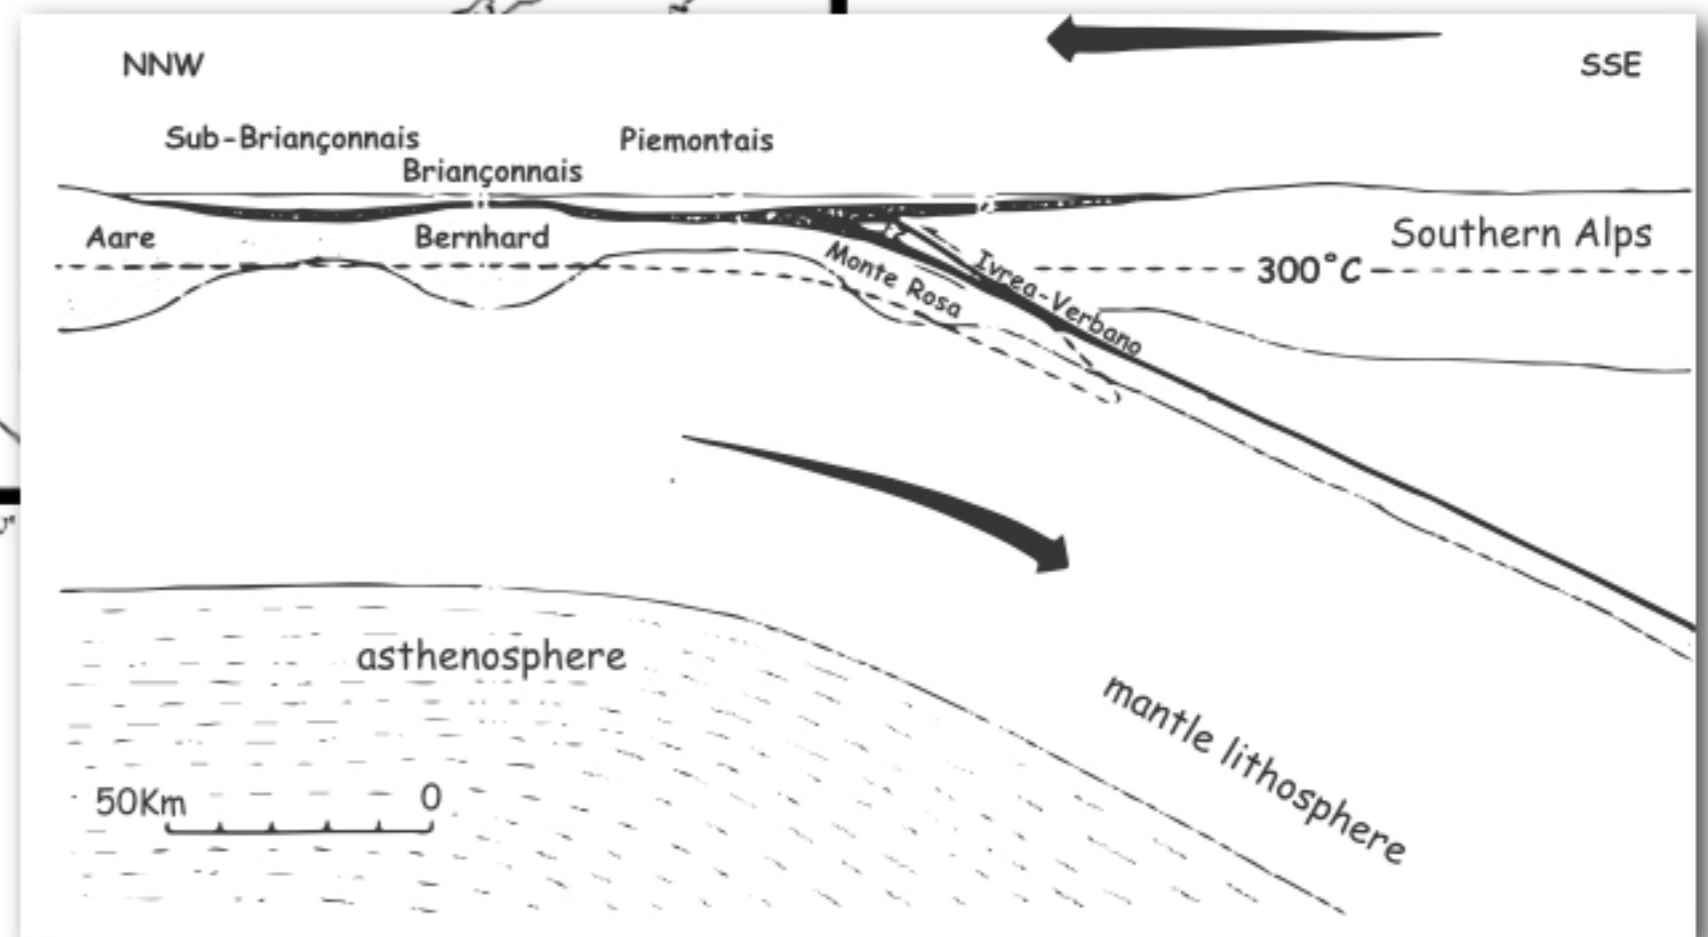 NNW
SSE
Sub-Briançonnais
Piemontais
Briançonnais
Aare
Bernhard
Southern Alps
Monte Rosa
Ivrea-Verbano
300°C
asthenosphere
mantle lithosphere
50Km 0